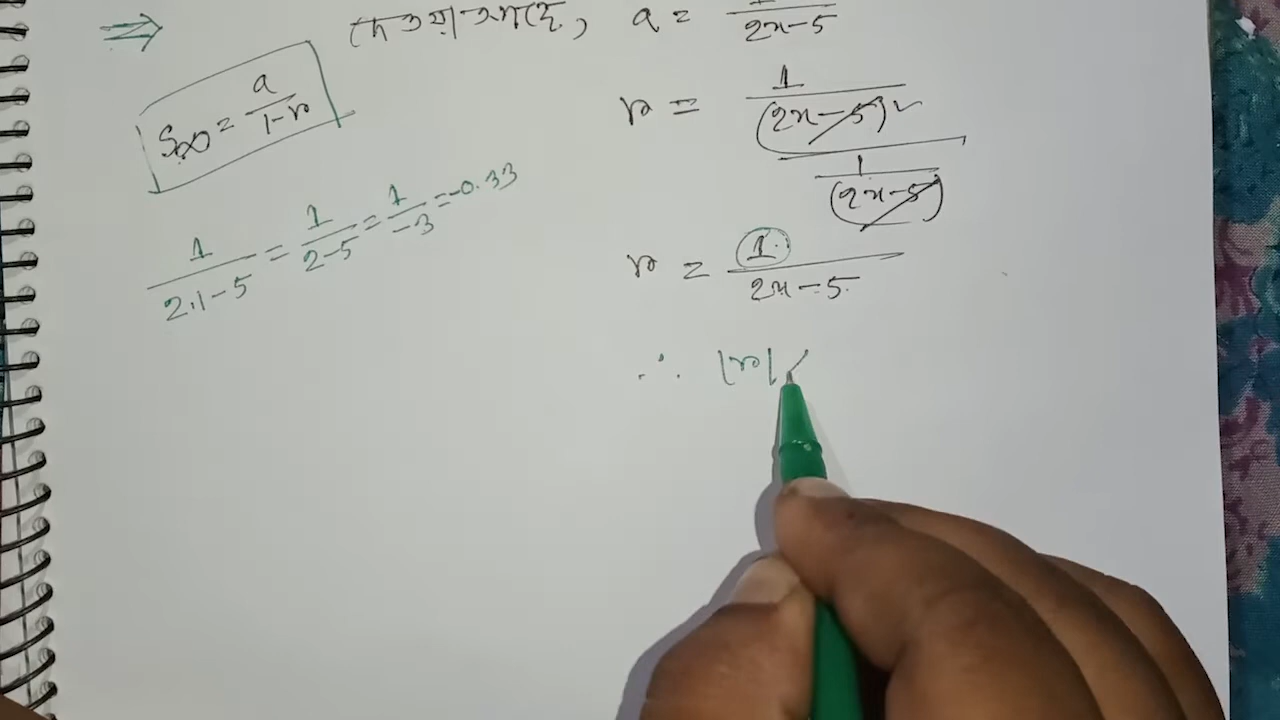 ⇒ দেওয়া আছে, a = 1/(2x-5)
S∞ = a/(1-r)
r = (1/(2x-5)²)/(1/(2x-5))
1/(2.1-5) = 1/(2-5) = 1/-3 = -0.33
r = 1/(2x-5)
∴ |r| <